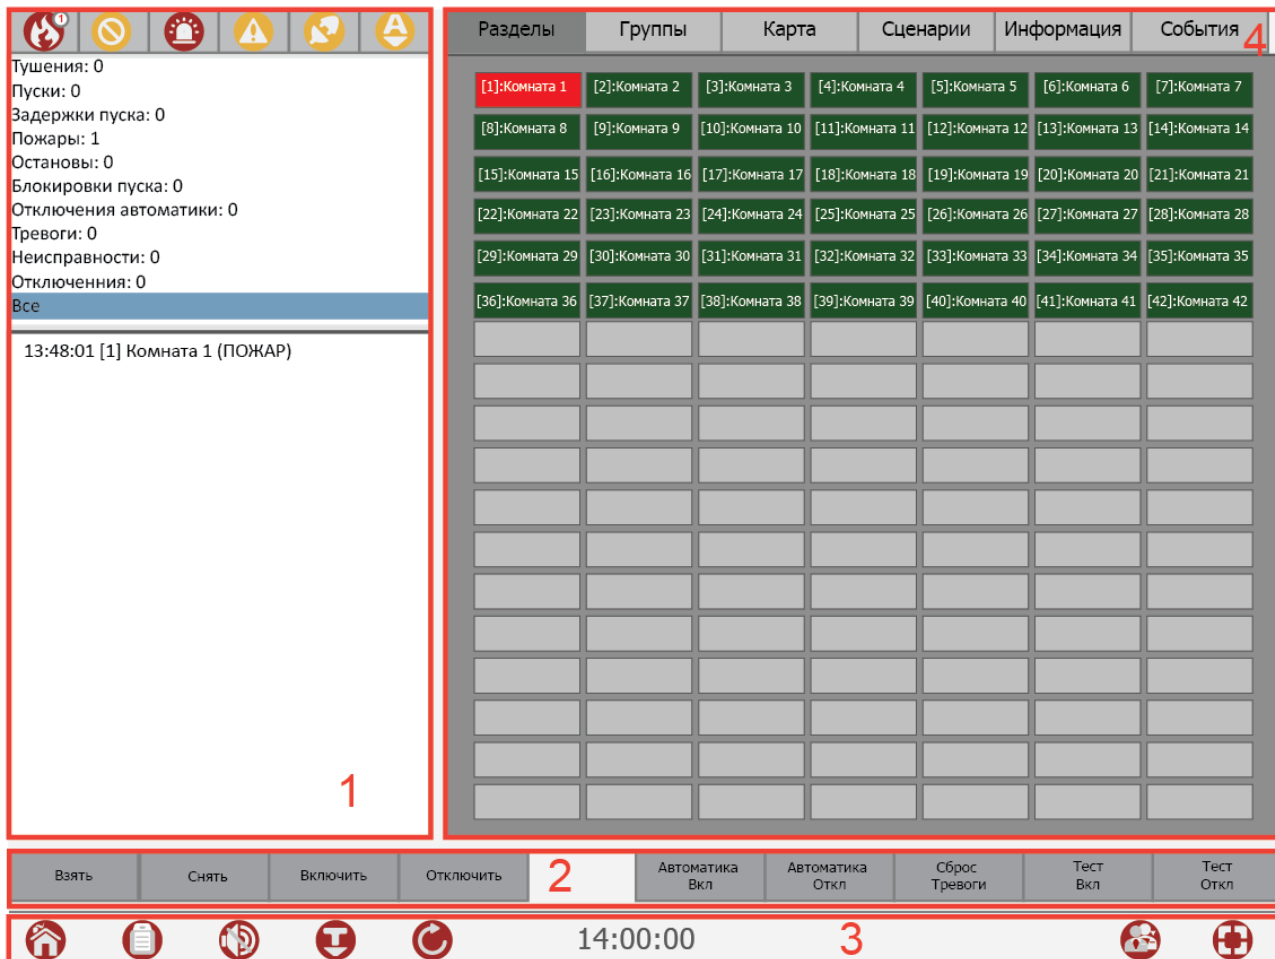 1
Тушения: 0
Пуски: 0
Задержки пуска: 0
Пожары: 1
Остановы: 0
Блокировки пуска: 0
Отключения автоматики: 0
Тревоги: 0
Неисправности: 0
Отключенния: 0
Все
13:48:01 [1] Комната 1 (ПОЖАР)
1
Разделы Группы Карта Сценарии Информация События 4
[1]:Комната 1 [2]:Комната 2 [3]:Комната 3 [4]:Комната 4 [5]:Комната 5 [6]:Комната 6 [7]:Комната 7
[8]:Комната 8 [9]:Комната 9 [10]:Комната 10 [11]:Комната 11 [12]:Комната 12 [13]:Комната 13 [14]:Комната 14
[15]:Комната 15 [16]:Комната 16 [17]:Комната 17 [18]:Комната 18 [19]:Комната 19 [20]:Комната 20 [21]:Комната 21
[22]:Комната 22 [23]:Комната 23 [24]:Комната 24 [25]:Комната 25 [26]:Комната 26 [27]:Комната 27 [28]:Комната 28
[29]:Комната 29 [30]:Комната 30 [31]:Комната 31 [32]:Комната 32 [33]:Комната 33 [34]:Комната 34 [35]:Комната 35
[36]:Комната 36 [37]:Комната 37 [38]:Комната 38 [39]:Комната 39 [40]:Комната 40 [41]:Комната 41 [42]:Комната 42
Взять Снять Включить Отключить 2
Автоматика Вкл
Автоматика Откл
Сброс Тревоги
Тест Вкл
Тест Откл
14:00:00 3